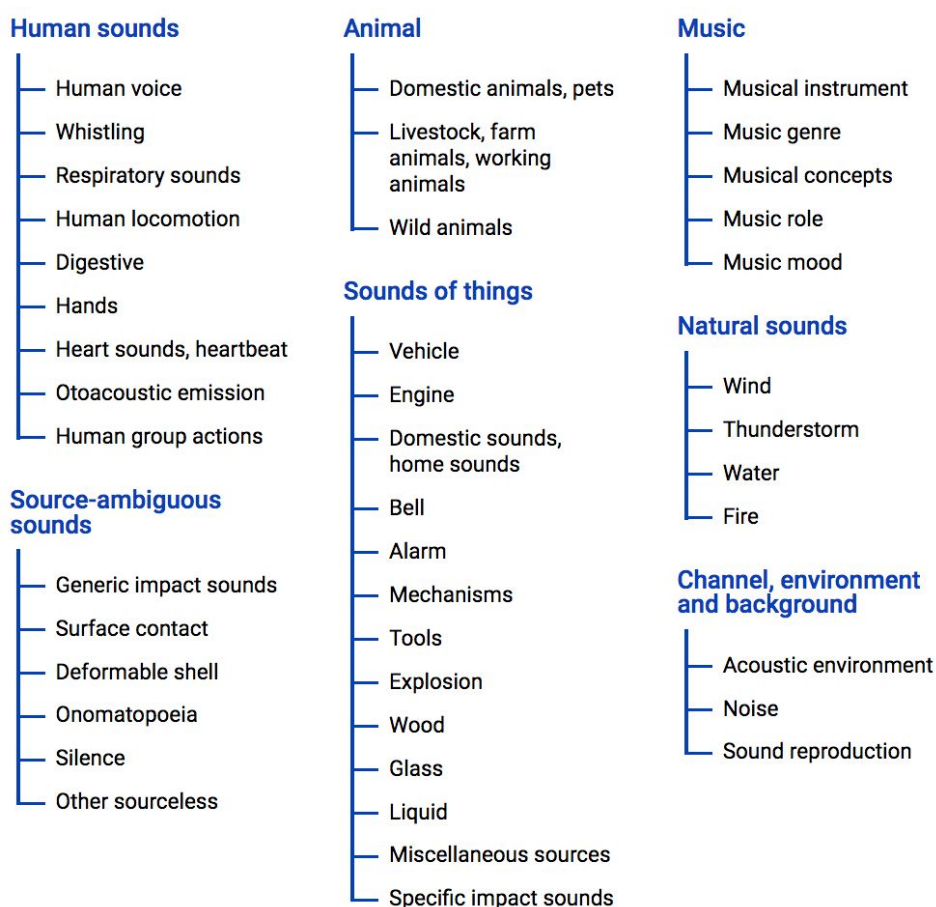 Human sounds
Human voice
Whistling
Respiratory sounds
Human locomotion
Digestive
Hands
Heart sounds, heartbeat
Otoacoustic emission
Human group actions
Source-ambiguous
sounds
Generic impact sounds
Surface contact
Deformable shell
Onomatopoeia
Silence
Other sourceless
Animal
Domestic animals, pets
Livestock, farm
animals, working
animals
Wild animals
Sounds of things
Vehicle
Engine
Domestic sounds,
home sounds
Bell
Alarm
Mechanisms
Tools
Explosion
Wood
Glass
Liquid
Miscellaneous sources
Specific impact sounds
Music
Musical instrument
Music genre
Musical concepts
Music role
Music mood
Natural sounds
Wind
Thunderstorm
Water
Fire
Channel, environment
and background
Acoustic environment
Noise
Sound reproduction